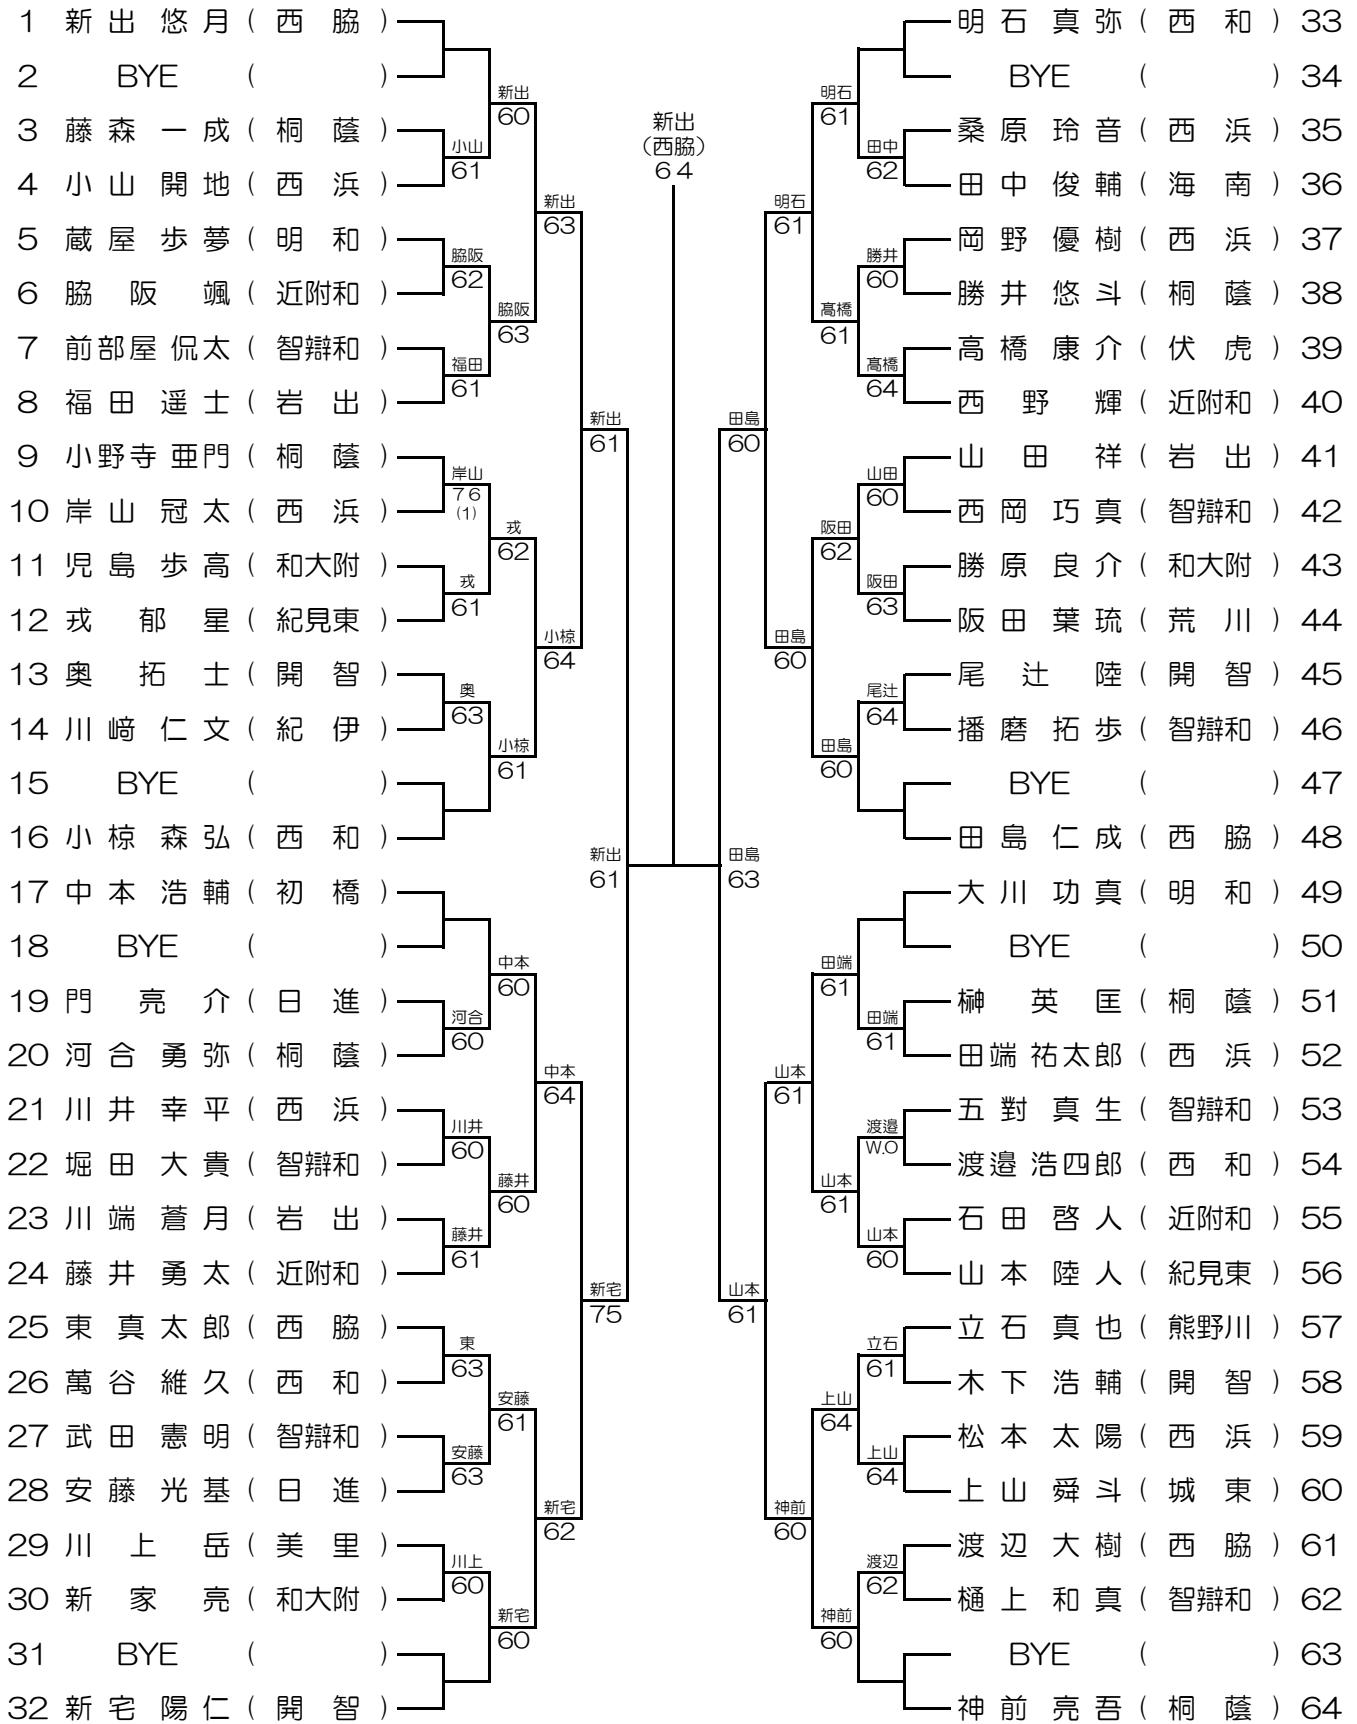 1 新出 悠月 ( 西脇 )
2 BYE ( )
3 藤森 一成 ( 桐蔭 )
4 小山 開地 ( 西浜 )
5 蔵屋 歩夢 ( 明和 )
6 脇阪 颯 ( 近附和 )
7 前部屋 侃太 ( 智辯和 )
8 福田 遥士 ( 岩出 )
9 小野寺 亜門 ( 桐蔭 )
10 岸山 冠太 ( 西浜 )
11 児島 歩高 ( 和大附 )
12 戎 郁星 ( 紀見東 )
13 奥 拓士 ( 開智 )
14 川﨑 仁文 ( 紀伊 )
15 BYE ( )
16 小椋 森弘 ( 西和 )
17 中本 浩輔 ( 初橋 )
18 BYE ( )
19 門 亮介 ( 日進 )
20 河合 勇弥 ( 桐蔭 )
21 川井 幸平 ( 西浜 )
22 堀田 大貴 ( 智辯和 )
23 川端 蒼月 ( 岩出 )
24 藤井 勇太 ( 近附和 )
25 東 真太郎 ( 西脇 )
26 萬谷 維久 ( 西和 )
27 武田 憲明 ( 智辯和 )
28 安藤 光基 ( 日進 )
29 川上 岳 ( 美里 )
30 新家 亮 ( 和大附 )
31 BYE ( )
32 新宅 陽仁 ( 開智 )
小山
61
脇阪
62
福田
61
岸山
76
(1)
戎
61
奥
63
河合
60
川井
60
藤井
61
東
63
安藤
63
川上
60
新出
60
脇阪
63
戎
62
小椋
61
中本
60
藤井
60
安藤
61
新宅
60
新出
63
小椋
64
中本
64
新宅
62
新出
61
新宅
75
新出
61
新出
(西脇)
64
田島
63
田島
60
山本
61
明石
61
田島
60
山本
61
神前
60
明石
61
髙橋
61
阪田
62
田島
60
田端
61
山本
61
上山
64
神前
60
田中
62
勝井
60
髙橋
64
山田
60
阪田
63
尾辻
64
田端
61
渡邉
W.O
山本
60
立石
61
上山
64
渡辺
62
明石 真弥 ( 西和 ) 33
BYE ( ) 34
桑原 玲音 ( 西浜 ) 35
田中 俊輔 ( 海南 ) 36
岡野 優樹 ( 西浜 ) 37
勝井 悠斗 ( 桐蔭 ) 38
高橋 康介 ( 伏虎 ) 39
西野 輝 ( 近附和 ) 40
山田 祥 ( 岩出 ) 41
西岡 巧真 ( 智辯和 ) 42
勝原 良介 ( 和大附 ) 43
阪田 葉琉 ( 荒川 ) 44
尾辻 陸 ( 開智 ) 45
播磨 拓歩 ( 智辯和 ) 46
BYE ( ) 47
田島 仁成 ( 西脇 ) 48
大川 功真 ( 明和 ) 49
BYE ( ) 50
榊 英匡 ( 桐蔭 ) 51
田端 祐太郎 ( 西浜 ) 52
五對 真生 ( 智辯和 ) 53
渡邉 浩四郎 ( 西和 ) 54
石田 啓人 ( 近附和 ) 55
山本 陸人 ( 紀見東 ) 56
立石 真也 ( 熊野川 ) 57
木下 浩輔 ( 開智 ) 58
松本 太陽 ( 西浜 ) 59
上山 舜斗 ( 城東 ) 60
渡辺 大樹 ( 西脇 ) 61
樋上 和真 ( 智辯和 ) 62
BYE ( ) 63
神前 亮吾 ( 桐蔭 ) 64